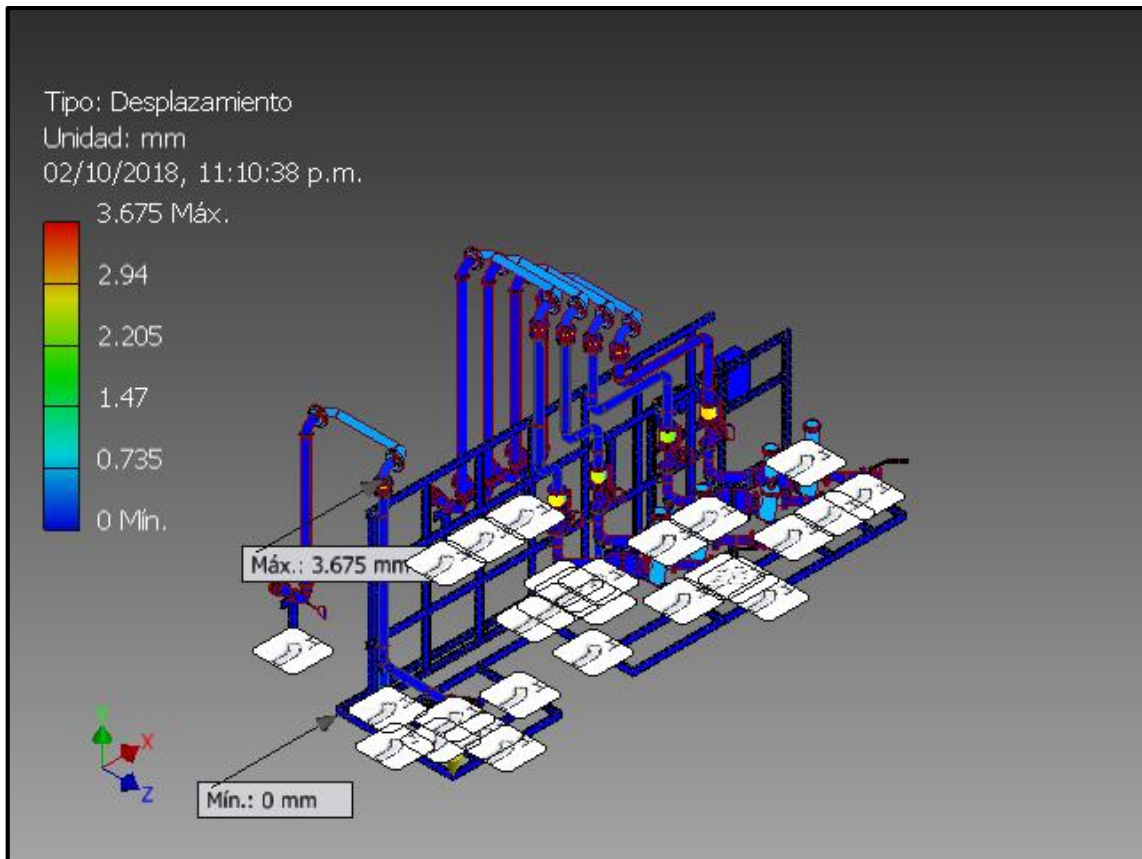 Tipo: Desplazamiento
Unidad: mm
02/10/2018, 11:10:38 p.m.
3.675 Máx.
2.94
2.205
1.47
0.735
0 Mín.
Máx.: 3.675 mm
Mín.: 0 mm
X
Z